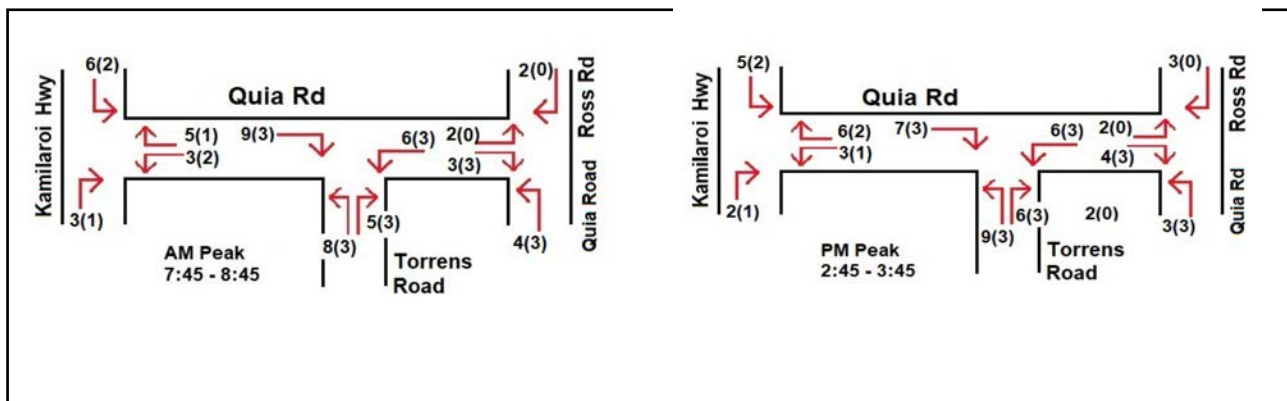 6(2)
2(0)
Kamilaroi Hwy
Quia Rd
Ross Rd
5(1)
9(3)
6(3)
2(0)
3(2)
3(3)
3(1)
8(3)
5(3)
4(3)
Quia Road
AM Peak
7:45 - 8:45
Torrens
Road
5(2)
3(0)
Kamilaroi Hwy
Quia Rd
Ross Rd
6(2)
7(3)
6(3)
2(0)
3(1)
4(3)
2(1)
9(3)
6(3)
2(0)
3(3)
Quia Rd
PM Peak
2:45 - 3:45
Torrens
Road